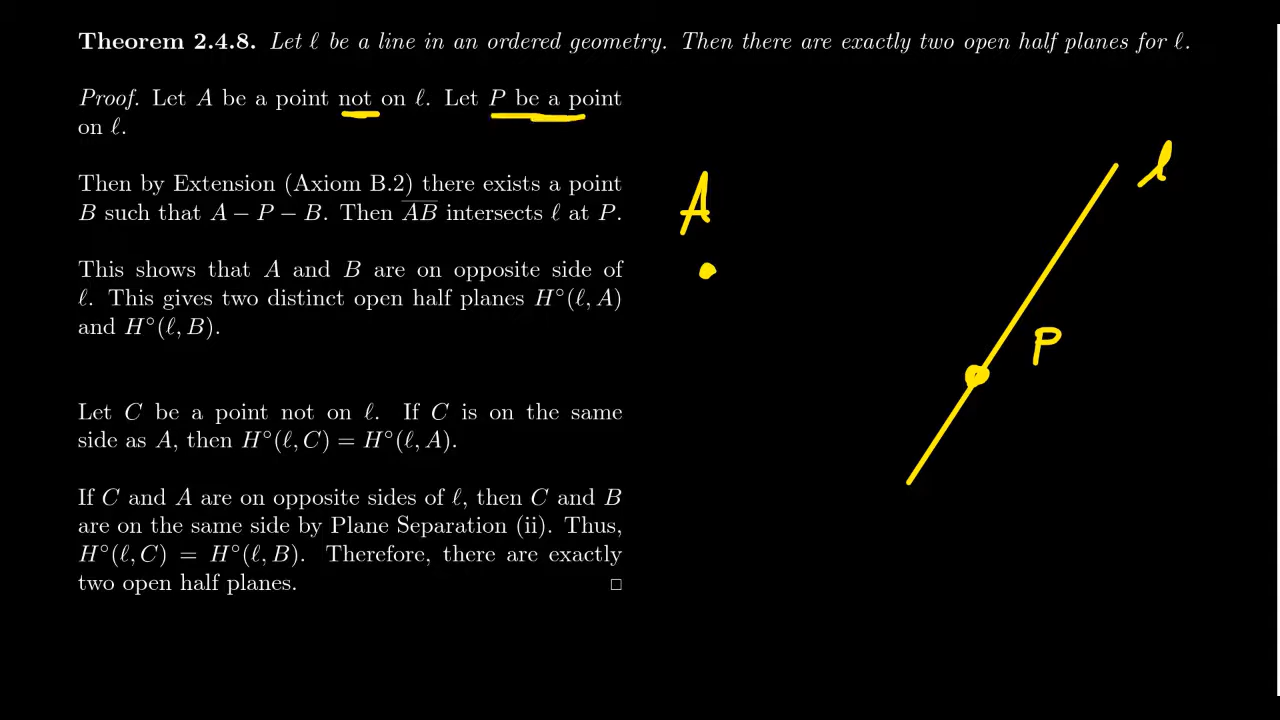 Theorem 2.4.8. Let ℓ be a line in an ordered geometry. Then there are exactly two open half planes for ℓ.
Proof. Let A be a point not on ℓ. Let P be a point
on ℓ.
Then by Extension (Axiom B.2) there exists a point
B such that A − P − B. Then A̅B̅ intersects ℓ at P.
This shows that A and B are on opposite side of
ℓ. This gives two distinct open half planes H°(ℓ, A)
and H°(ℓ, B).
Let C be a point not on ℓ. If C is on the same
side as A, then H°(ℓ, C) = H°(ℓ, A).
If C and A are on opposite sides of ℓ, then C and B
are on the same side by Plane Separation (ii). Thus,
H°(ℓ, C) = H°(ℓ, B). Therefore, there are exactly
two open half planes. □
A
ℓ
P